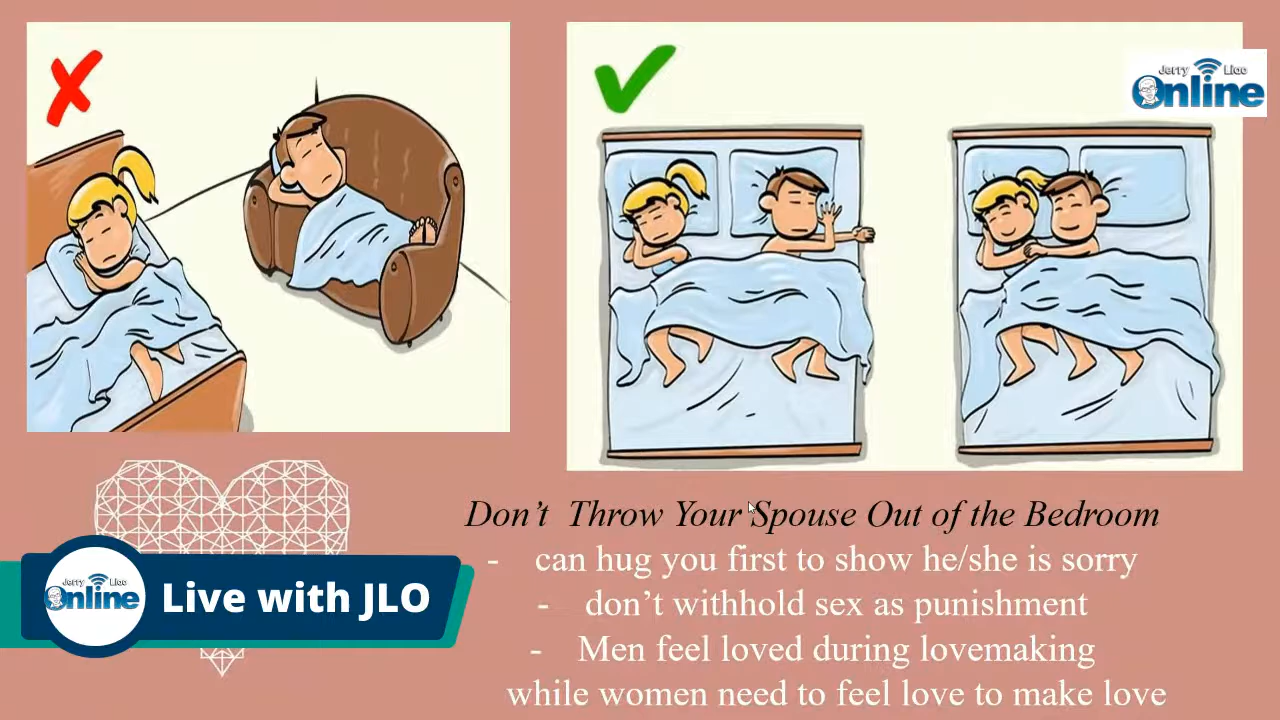 Jerry Liao
Online
Don't Throw Your Spouse Out of the Bedroom
- can hug you first to show he/she is sorry
- don't withhold sex as punishment
- Men feel loved during lovemaking
while women need to feel love to make love
Jerry Liao
Online
Live with JLO